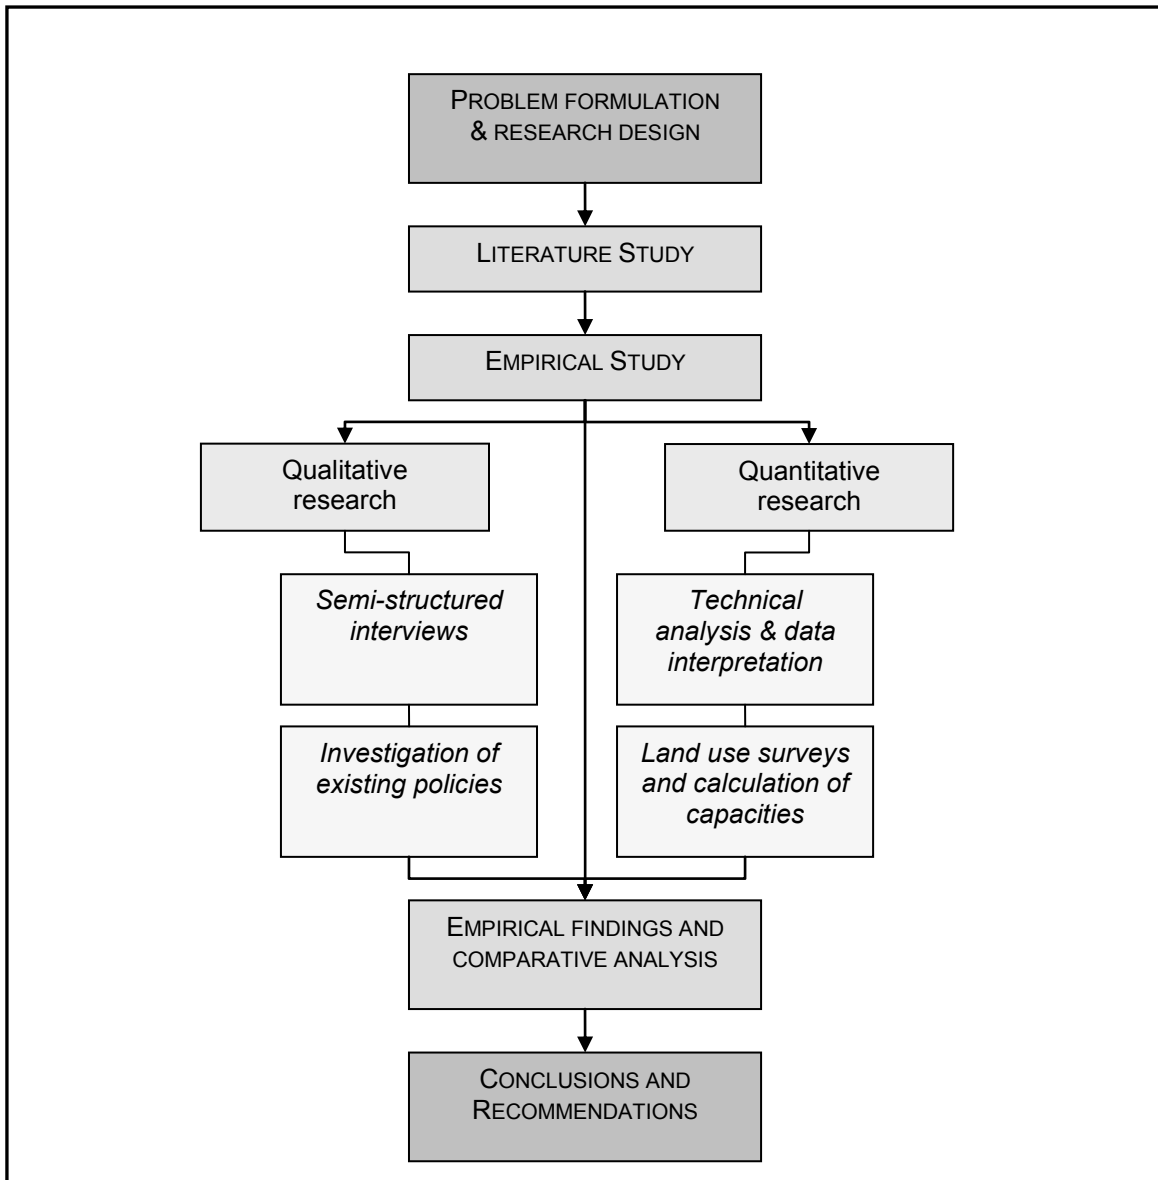 PROBLEM FORMULATION
& RESEARCH DESIGN
LITERATURE STUDY
EMPIRICAL STUDY
Qualitative
research
Quantitative
research
Semi-structured
interviews
Technical
analysis & data
interpretation
Investigation of
existing policies
Land use surveys
and calculation of
capacities
EMPIRICAL FINDINGS AND
COMPARATIVE ANALYSIS
CONCLUSIONS AND
RECOMMENDATIONS